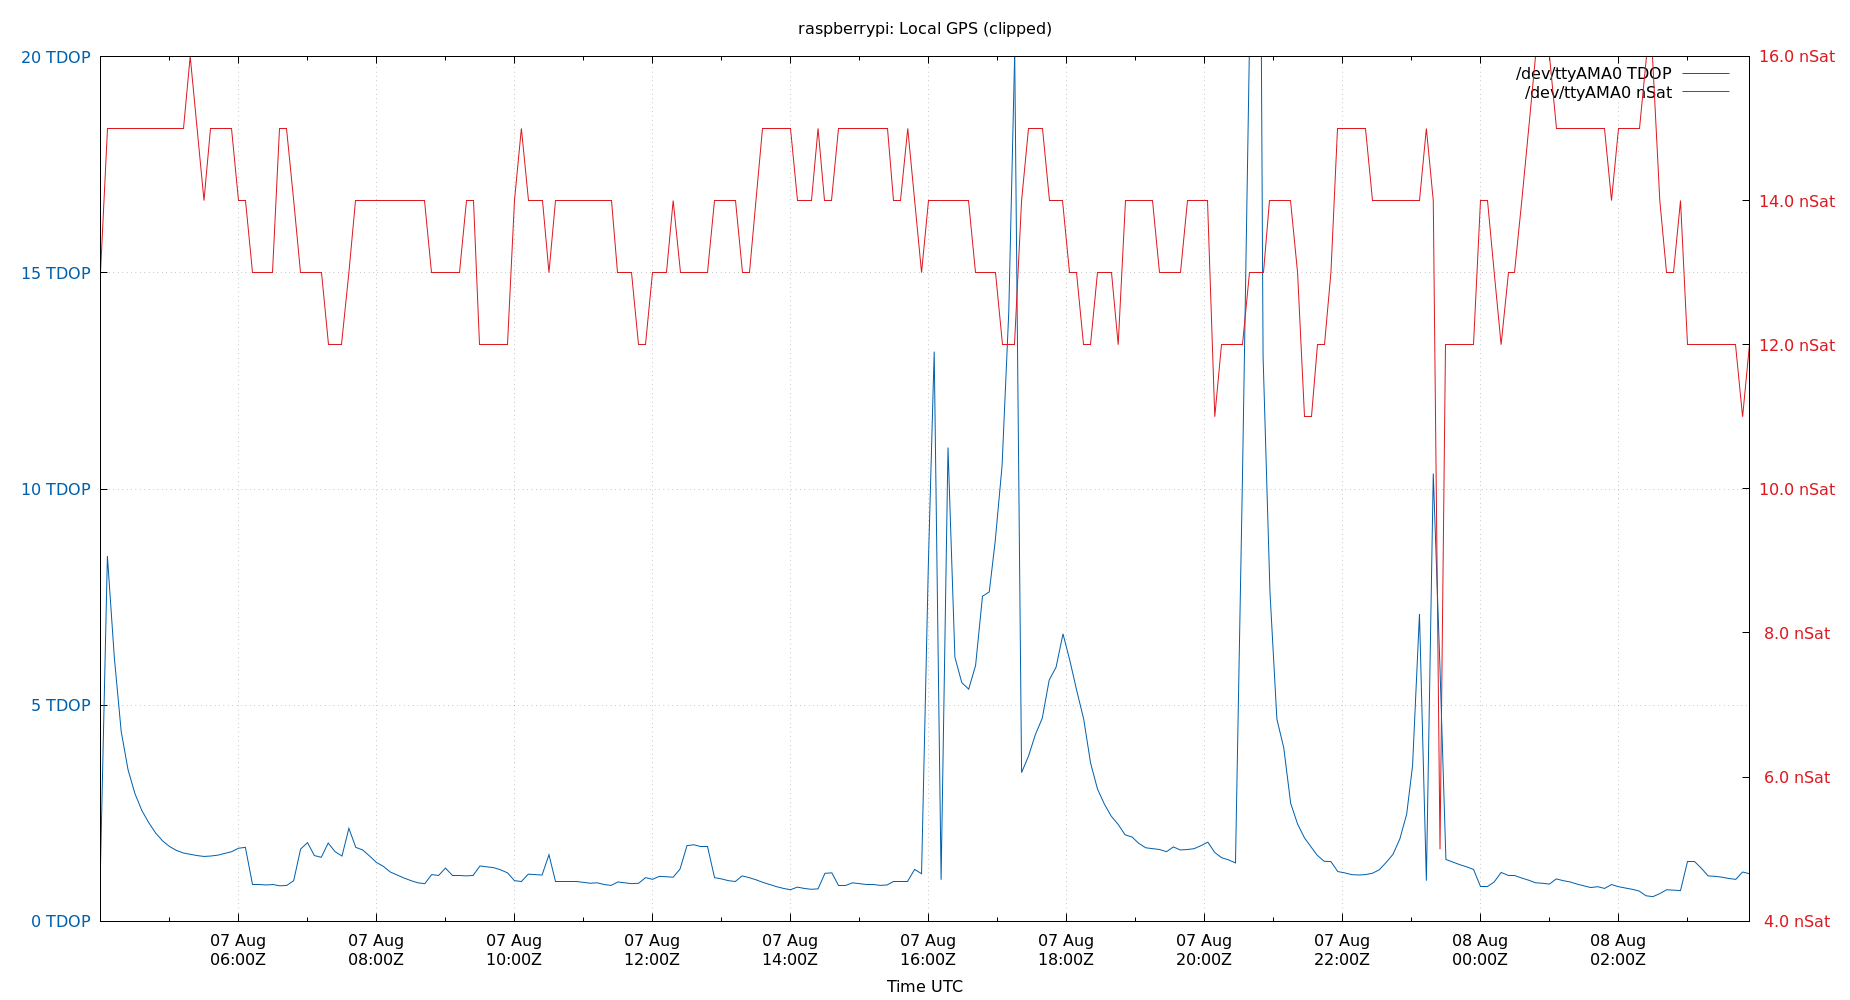 raspberrypi: Local GPS (clipped)
20 TDOP
15 TDOP
10 TDOP
5 TDOP
0 TDOP
16.0 nSat
14.0 nSat
12.0 nSat
10.0 nSat
8.0 nSat
6.0 nSat
4.0 nSat
/dev/ttyAMA0 TDOP
/dev/ttyAMA0 nSat
07 Aug
06:00Z
07 Aug
08:00Z
07 Aug
10:00Z
07 Aug
12:00Z
07 Aug
14:00Z
07 Aug
16:00Z
07 Aug
18:00Z
07 Aug
20:00Z
07 Aug
22:00Z
08 Aug
00:00Z
08 Aug
02:00Z
Time UTC